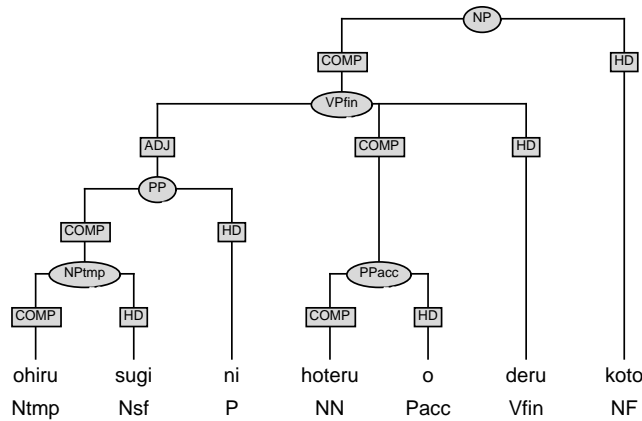 NP
COMP HD
VPfin
ADJ COMP HD
PP
COMP HD
NPtmp PPacc
COMP HD COMP HD
ohiru sugi ni hoteru o deru koto
Ntmp Nsf P NN Pacc Vfin NF